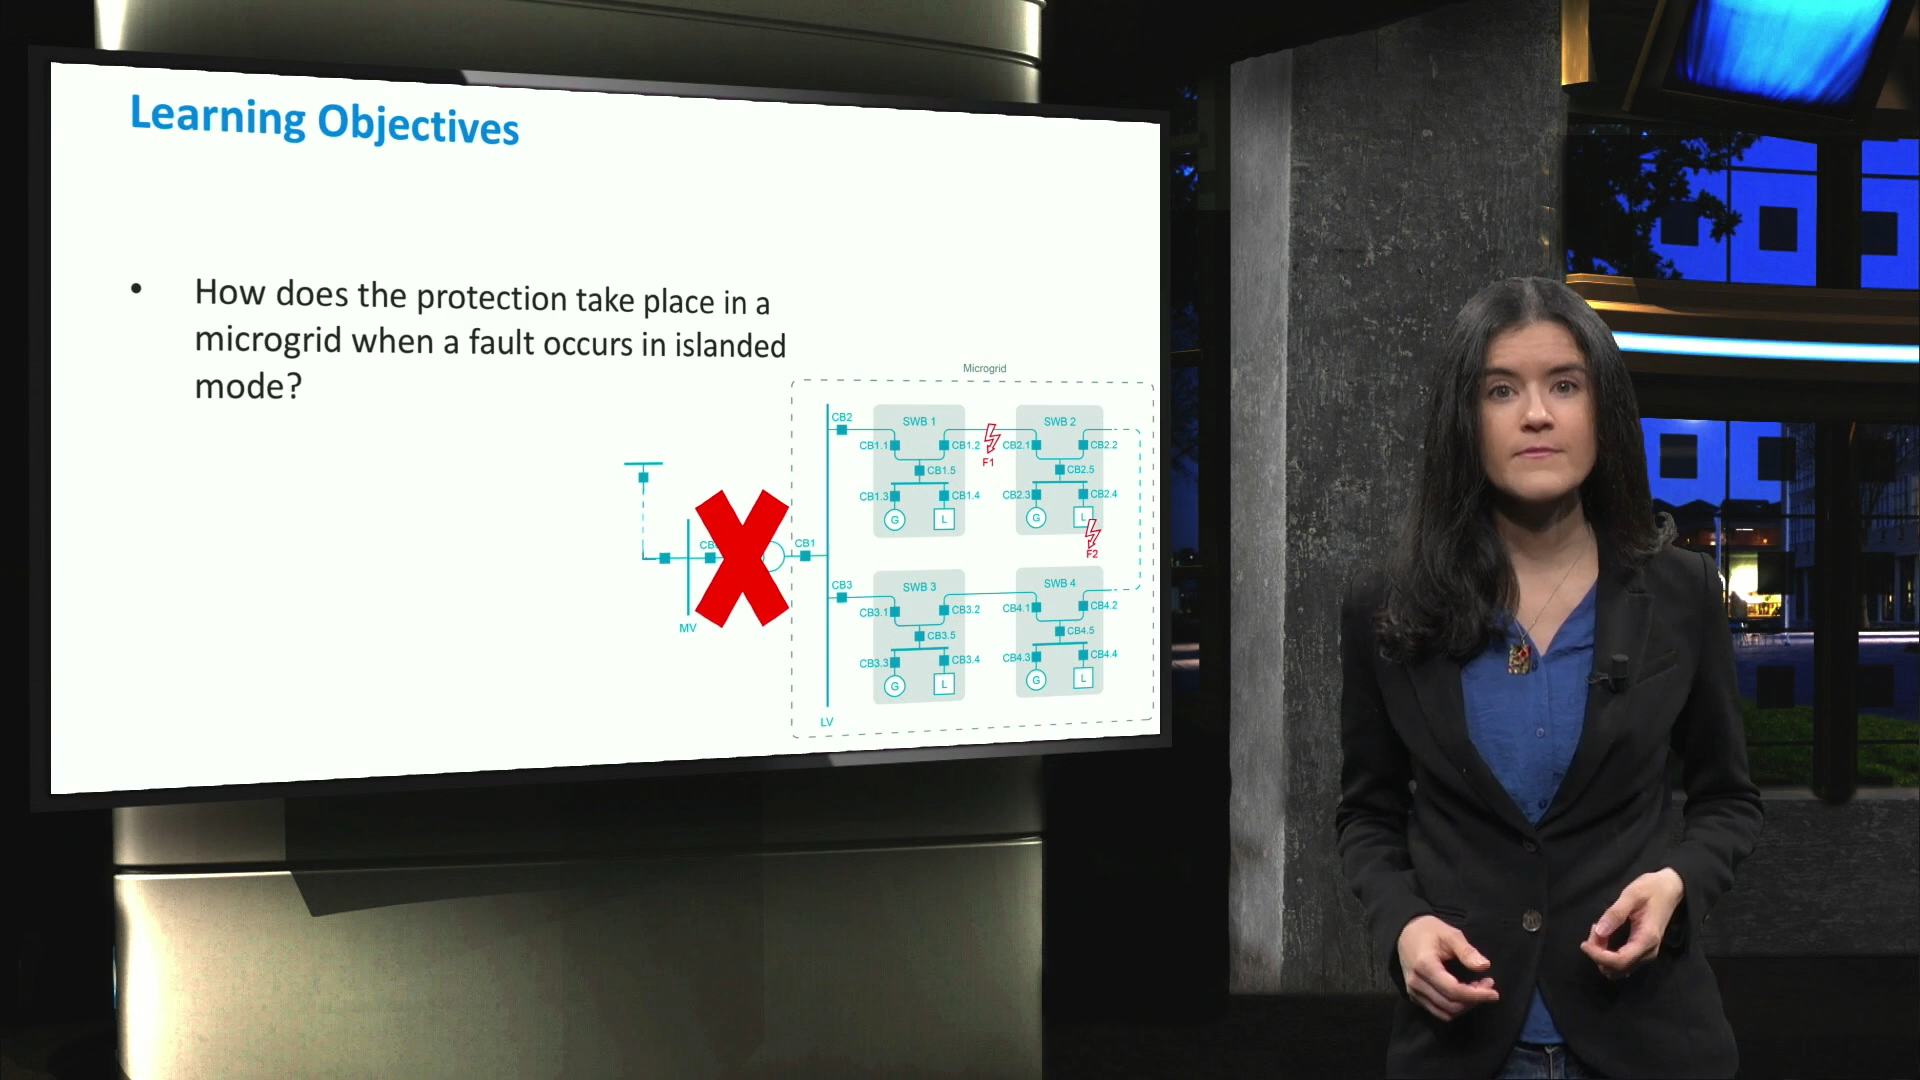 Learning Objectives
• How does the protection take place in a
microgrid when a fault occurs in islanded
mode?
Microgrid
CB2
SWB 1
CB1.1
CB1.2
CB1.5
CB1.3
CB1.4
G
L
F1
SWB 2
CB2.1
CB2.2
CB2.5
CB2.3
CB2.4
G
L
F2
CB1
MV
CB3
SWB 3
CB3.1
CB3.2
CB3.5
CB3.3
CB3.4
G
L
SWB 4
CB4.1
CB4.2
CB4.5
CB4.3
CB4.4
G
L
LV